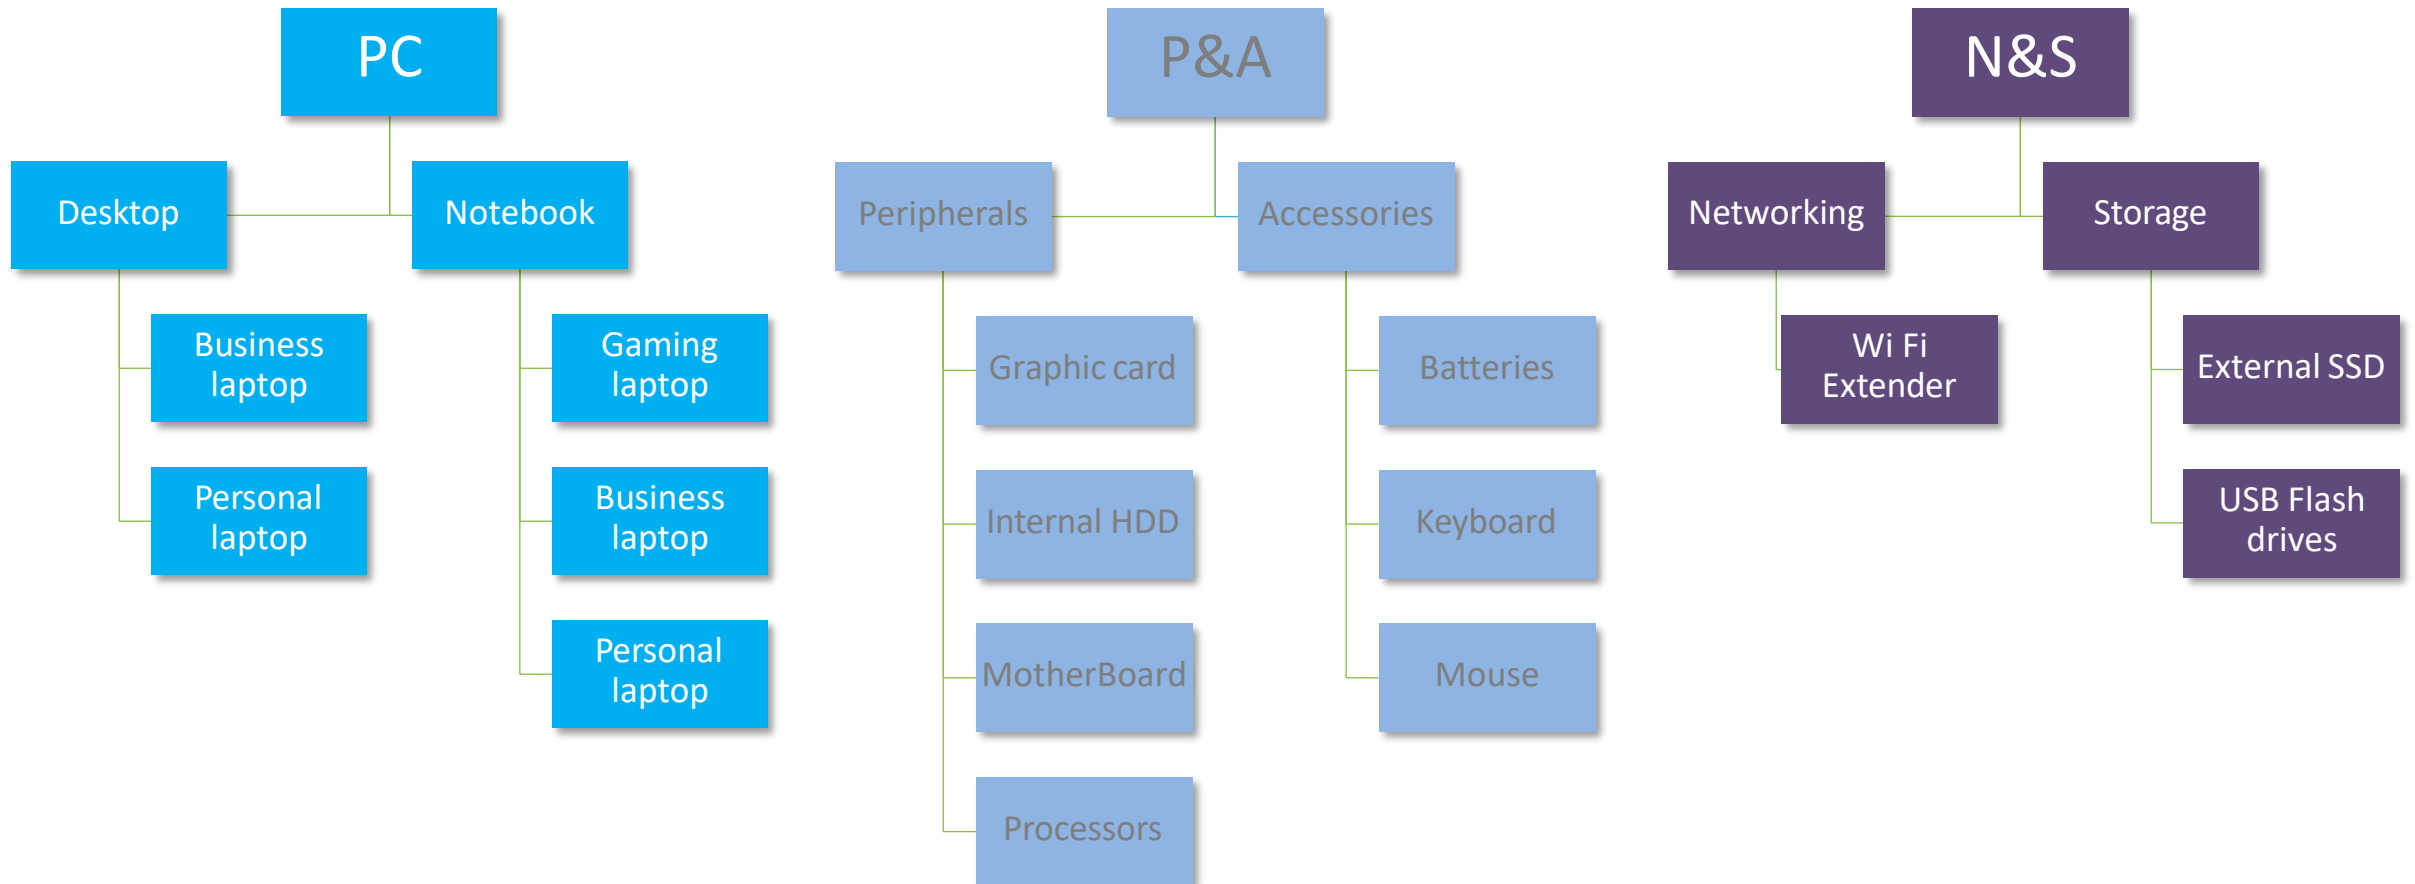 PC
Desktop
Notebook
Business
laptop
Personal
laptop
Gaming
laptop
Business
laptop
Personal
laptop
P&A
Peripherals
Accessories
Graphic card
Internal HDD
MotherBoard
Processors
Batteries
Keyboard
Mouse
N&S
Networking
Storage
Wi Fi
Extender
External SSD
USB Flash
drives